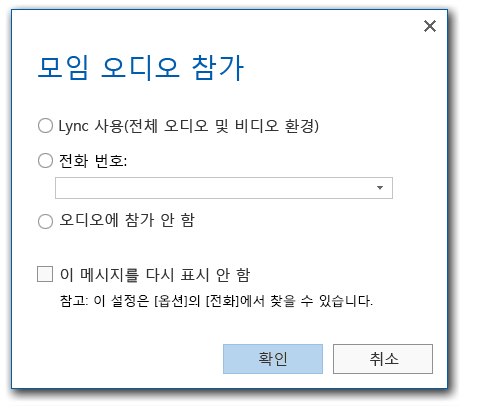 모임 오디오 참가
Lync 사용(전체 오디오 및 비디오 환경)
전화 번호:
오디오에 참가 안 함
이 메시지를 다시 표시 안 함
참고: 이 설정은 [옵션]의 [전화]에서 찾을 수 있습니다.
확인
취소